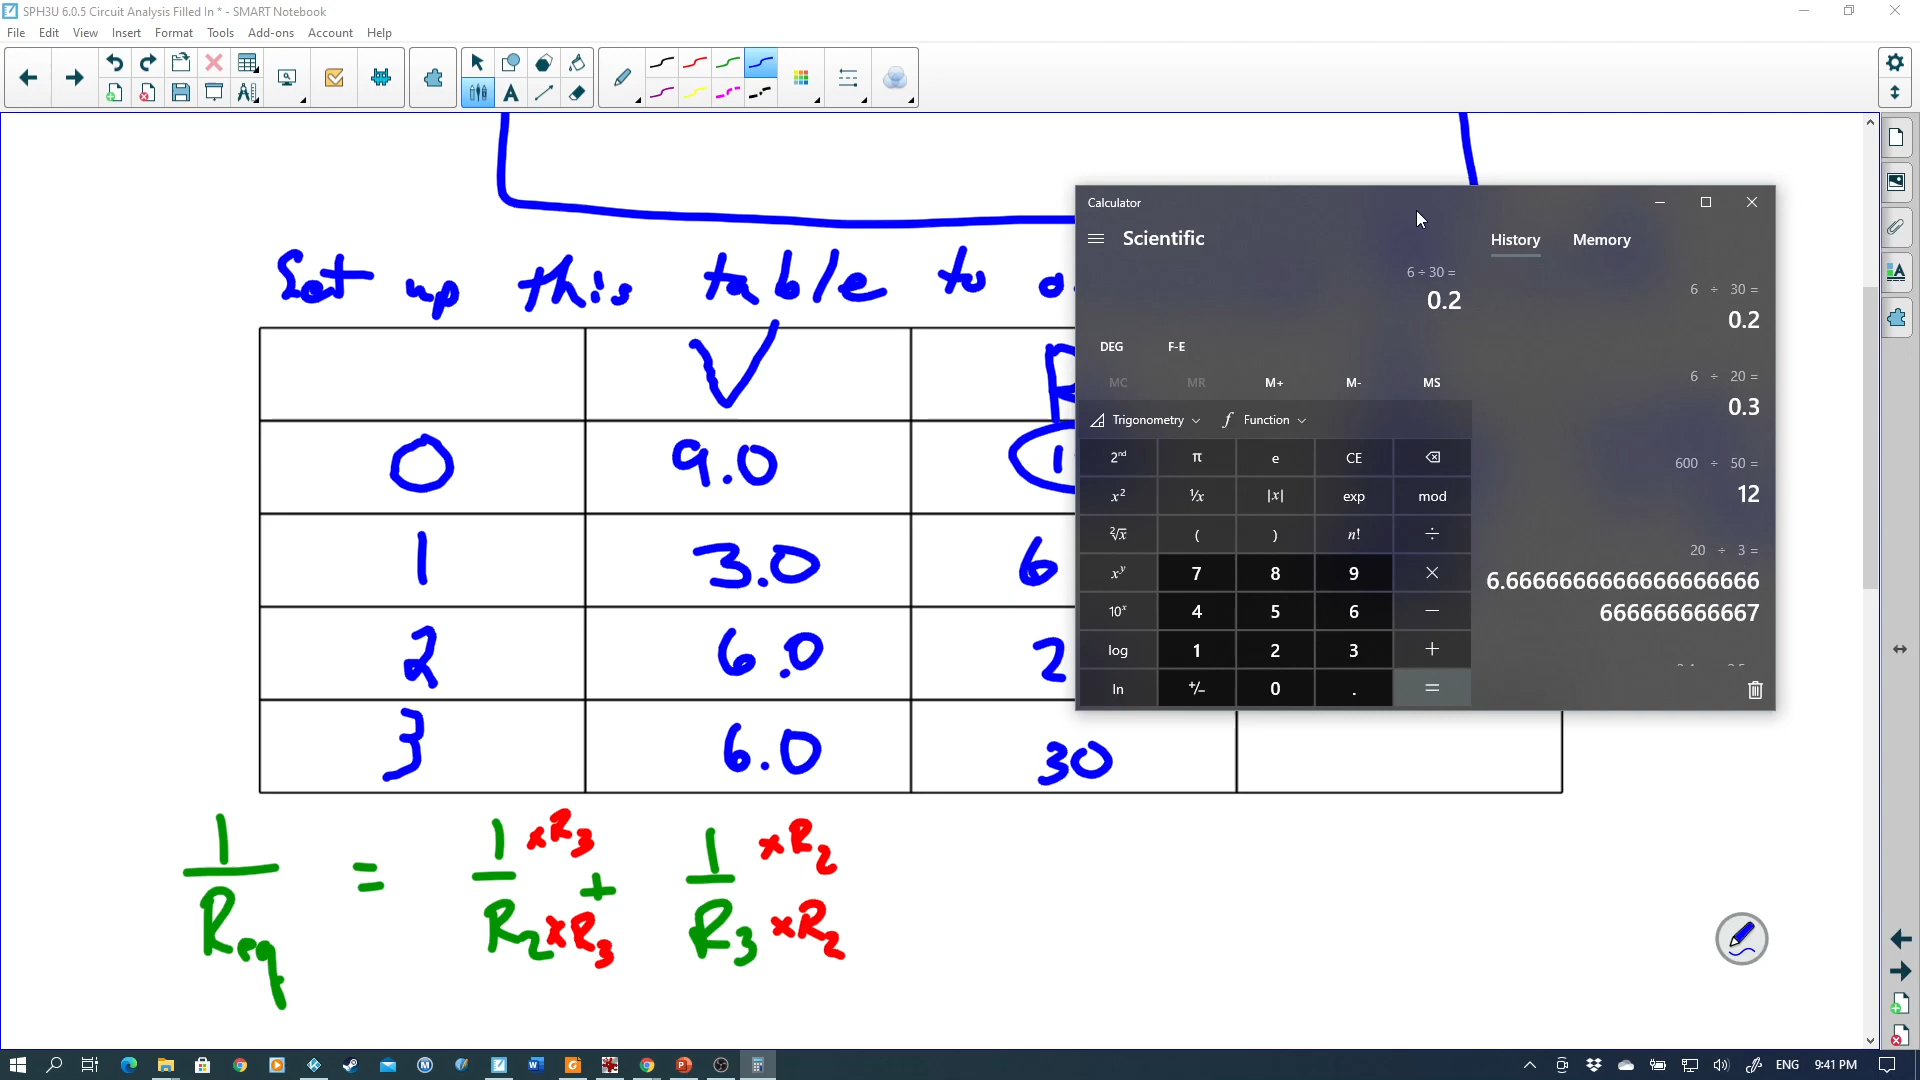 SPH3U 6.0.5 Circuit Analysis Filled In * - SMART Notebook
File Edit View Insert Format Tools Add-ons Account Help
Set up this table to
V
0 9.0 1
1 3.0 6
2 6.0 2
3 6.0 30
1 = 1 ×R3 + 1 ×R2
Req R2 ×R3 R3 ×R2
Calculator
Scientific
History Memory
6 ÷ 30 =
0.2
DEG F-E
MC MR M+ M- MS
Trigonometry f Function
2nd π e CE
x² ¹/x |x| exp mod
²√x ( ) n! ÷
xʸ 7 8 9 ×
10ˣ 4 5 6 −
log 1 2 3 +
ln +/− 0 . =
6 ÷ 30 =
0.2
6 ÷ 20 =
0.3
600 ÷ 50 =
12
20 ÷ 3 =
6.6666666666666666666
666666666667
ENG 9:41 PM